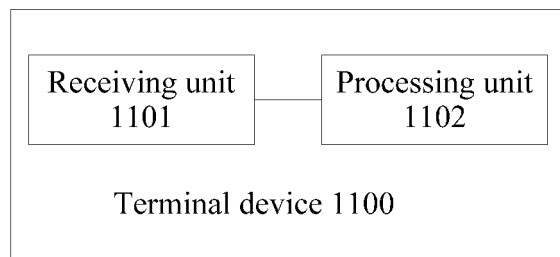 Receiving unit
1101
Processing unit
1102
Terminal device 1100